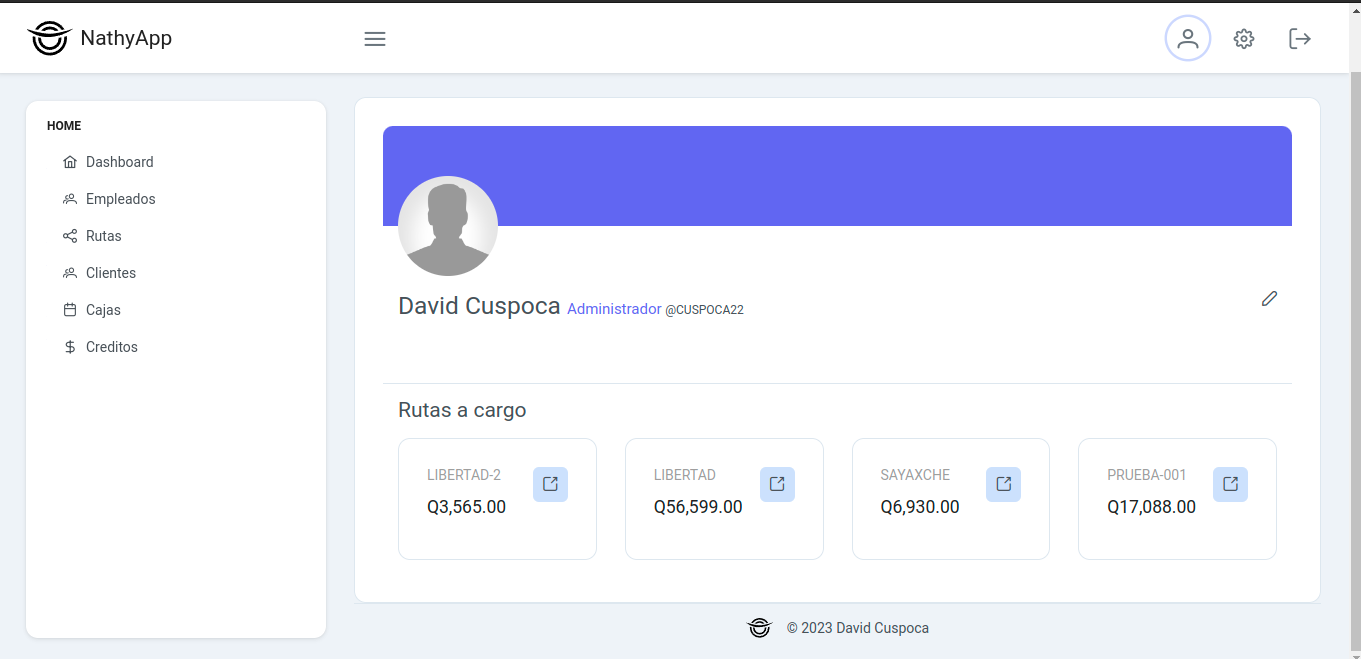 NathyApp
HOME
Dashboard
Empleados
Rutas
Clientes
Cajas
Creditos
David Cuspoca Administrador @CUSPOCA22
Rutas a cargo
LIBERTAD-2
Q3,565.00
LIBERTAD
Q56,599.00
SAYAXCHE
Q6,930.00
PRUEBA-001
Q17,088.00
© 2023 David Cuspoca